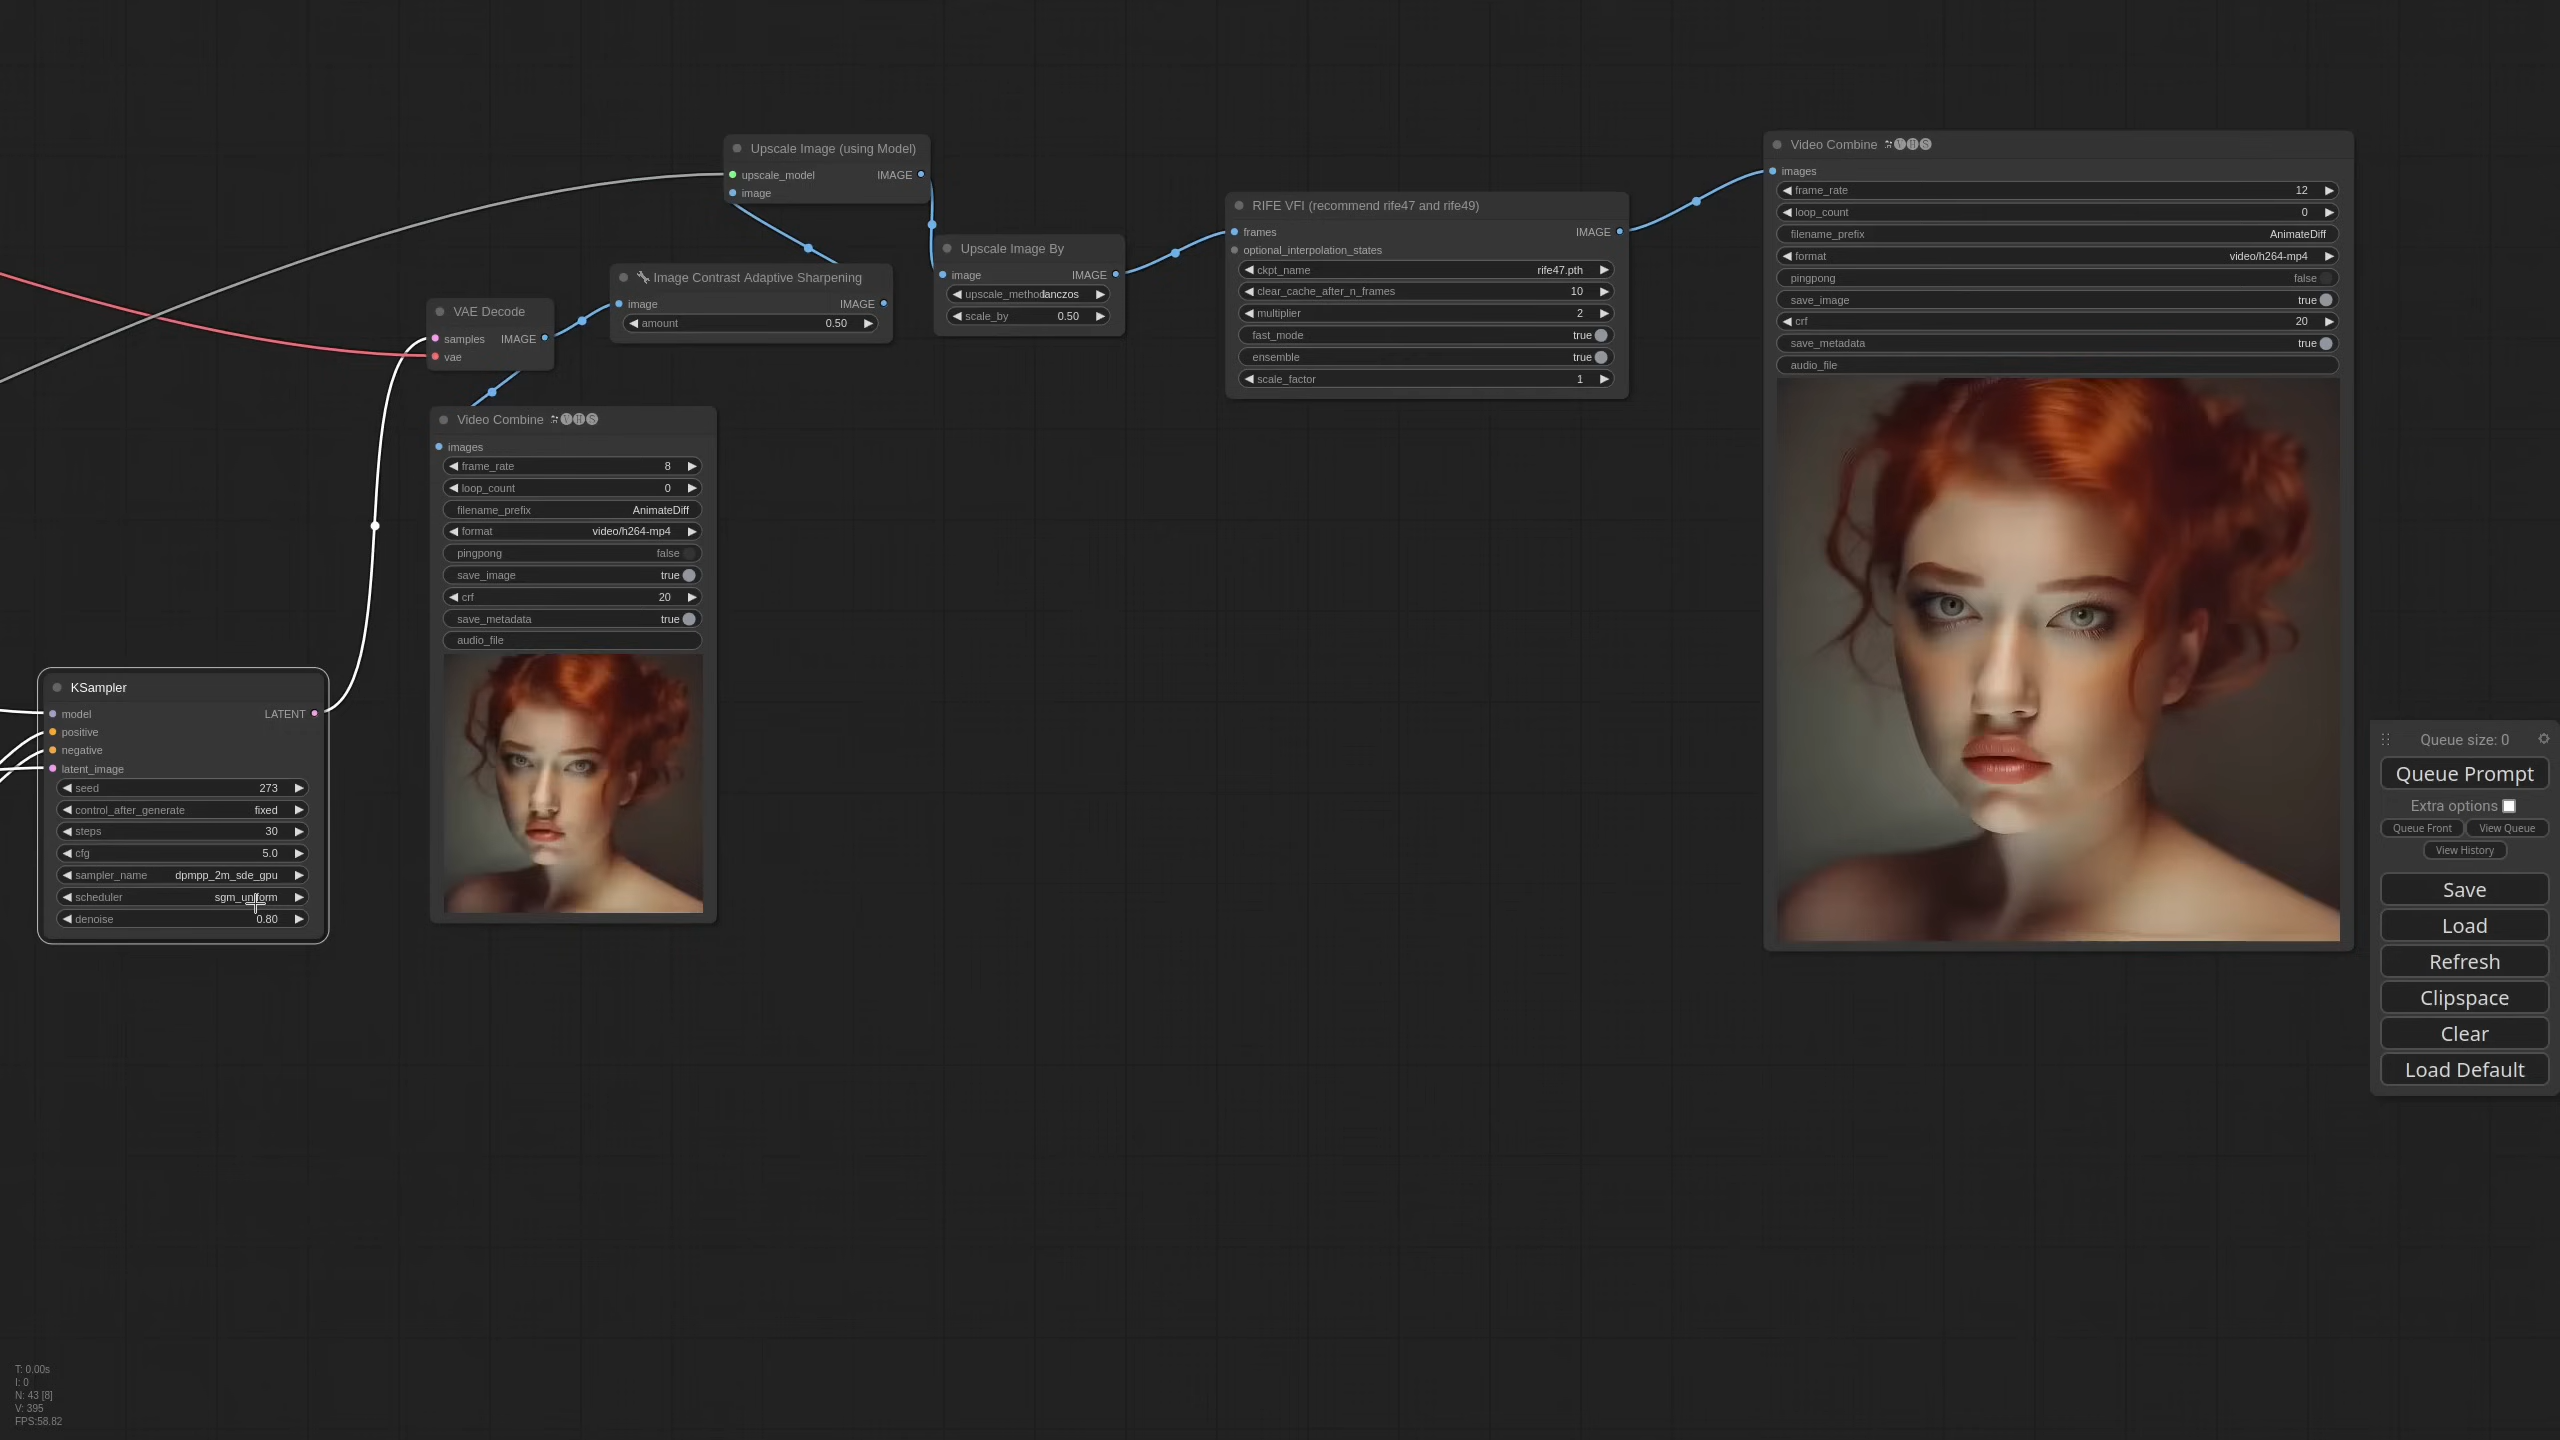 Upscale Image (using Model)
upscale_model IMAGE
image
Upscale Image By
image IMAGE
upscale_method lanczos
scale_by 0.50
Image Contrast Adaptive Sharpening
image IMAGE
amount 0.50
VAE Decode
samples IMAGE
vae
Video Combine 🅥🅗🅢
images
frame_rate 8
loop_count 0
filename_prefix AnimateDiff
format video/h264-mp4
pingpong false
save_image true
crf 20
save_metadata true
audio_file
KSampler
model LATENT
positive
negative
latent_image
seed 273
control_after_generate fixed
steps 30
cfg 5.0
sampler_name dpmpp_2m_sde_gpu
scheduler sgm_uniform
denoise 0.80
RIFE VFI (recommend rife47 and rife49)
frames IMAGE
optional_interpolation_states
ckpt_name rife47.pth
clear_cache_after_n_frames 10
multiplier 2
fast_mode true
ensemble true
scale_factor 1
Video Combine 🅥🅗🅢
images
frame_rate 12
loop_count 0
filename_prefix AnimateDiff
format video/h264-mp4
pingpong false
save_image true
crf 20
save_metadata true
audio_file
Queue size: 0
Queue Prompt
Extra options
Queue Front View Queue
View History
Save
Load
Refresh
Clipspace
Clear
Load Default
T: 0.00s
I: 0
N: 43 [8]
V: 395
FPS:58.82